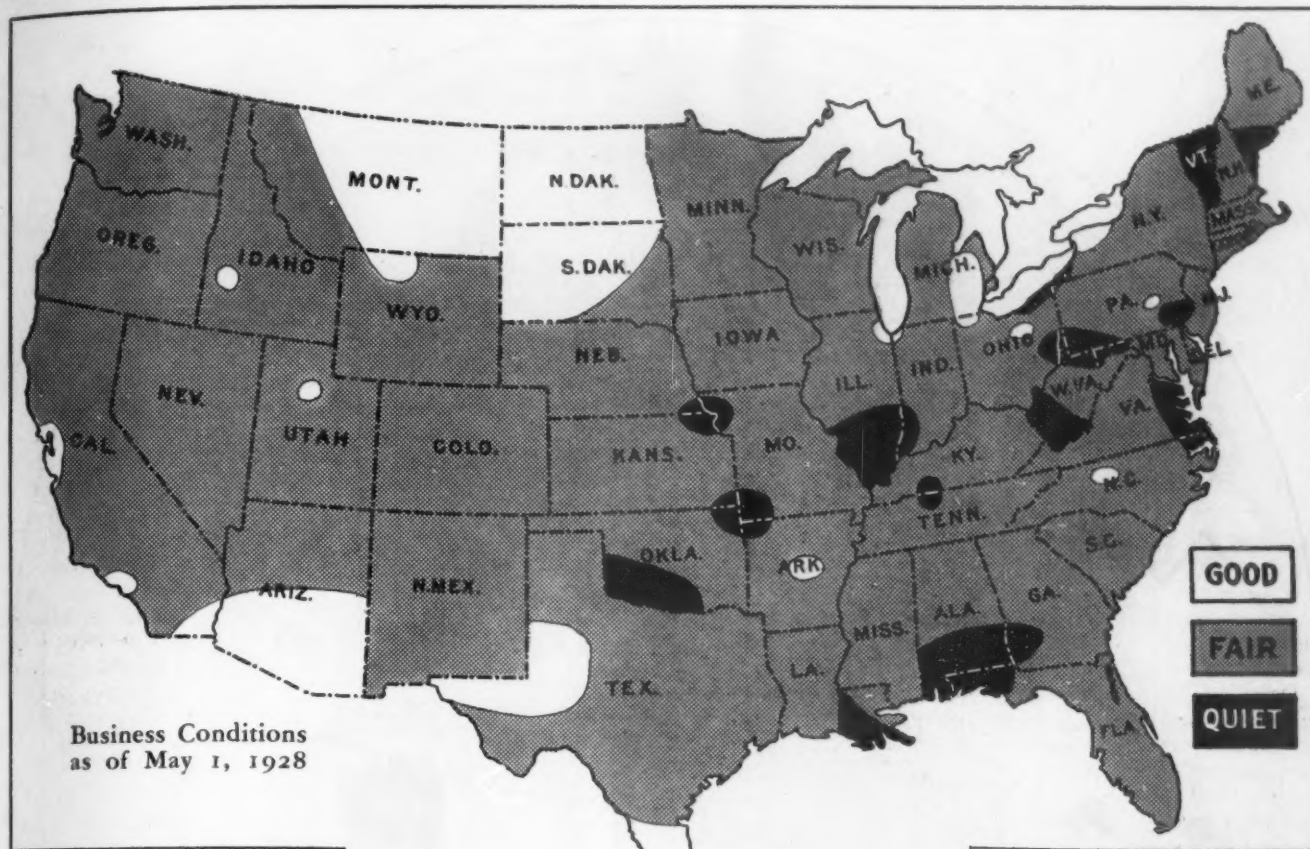 WASH.
MONT.
N.DAK.
MINN.
ME.
VT.
N.H.
OREG.
IDAHO
S.DAK.
WIS.
MICH.
N.Y.
MASS.
WYO.
IOWA
PA.
N.J.
NEB.
OHIO
MD.
DEL.
NEV.
ILL.
IND.
W.VA.
VA.
CAL.
UTAH
COLO.
KANS.
MO.
KY.
N.C.
TENN.
OKLA.
ARK.
S.C.
ARIZ.
N.MEX.
MISS.
ALA.
GA.
TEX.
LA.
FLA.
GOOD
FAIR
QUIET
Business Conditions
as of May 1, 1928